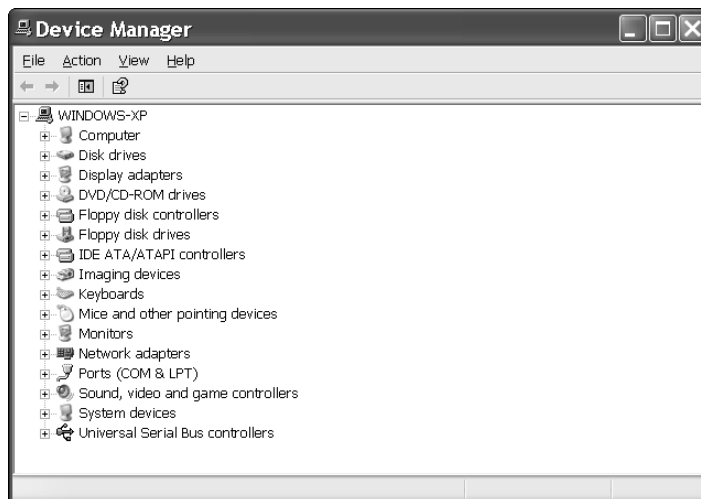 Device Manager
File Action View Help
WINDOWS-XP
Computer
Disk drives
Display adapters
DVD/CD-ROM drives
Floppy disk controllers
Floppy disk drives
IDE ATA/ATAPI controllers
Imaging devices
Keyboards
Mice and other pointing devices
Monitors
Network adapters
Ports (COM & LPT)
Sound, video and game controllers
System devices
Universal Serial Bus controllers